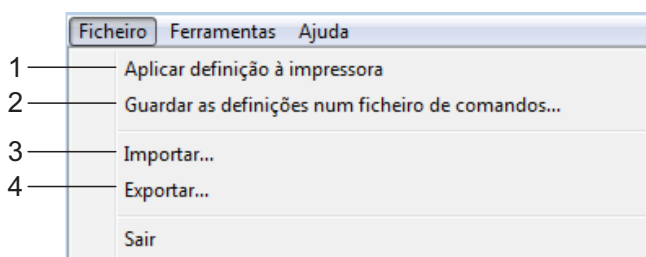 Ficheiro Ferramentas Ajuda
1 Aplicar definição à impressora
2 Guardar as definições num ficheiro de comandos...
3 Importar...
4 Exportar...
Sair